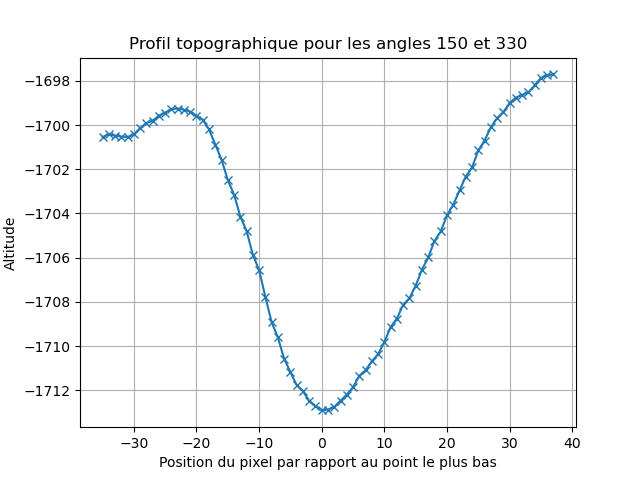 Profil topographique pour les angles 150 et 330
Altitude
−1698
−1700
−1702
−1704
−1706
−1708
−1710
−1712
−30 −20 −10 0 10 20 30 40
Position du pixel par rapport au point le plus bas